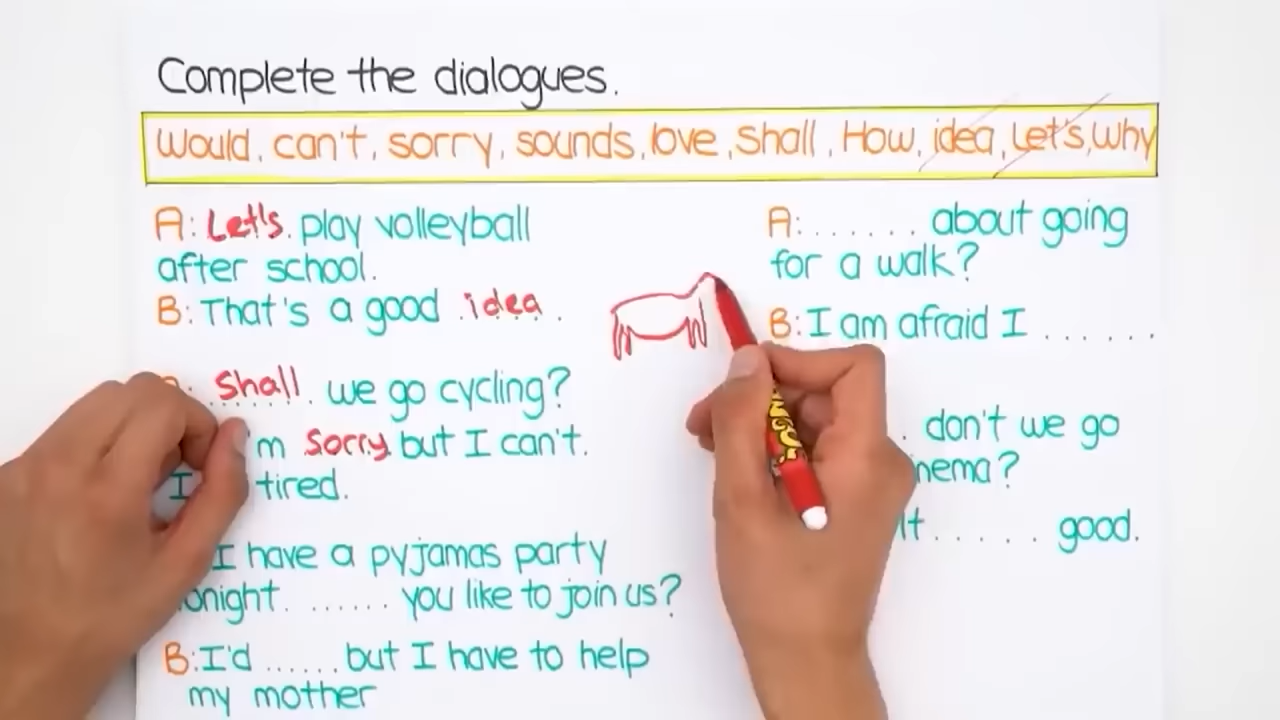 Complete the dialogues.
Would, can't, sorry, sounds, love, Shall, How, idea, Let's, Why
A: Let's. play volleyball
after school.
B: That's a good idea.
Shall. we go cycling?
'm Sorry but I can't.
I tired.
I have a pyjamas party
onight. ...... you like to join us?
B: I'd ...... but I have to help
my mother
A: ....... about going
for a walk?
B: I am afraid I ......
. don't we go
nema?
It ...... good.